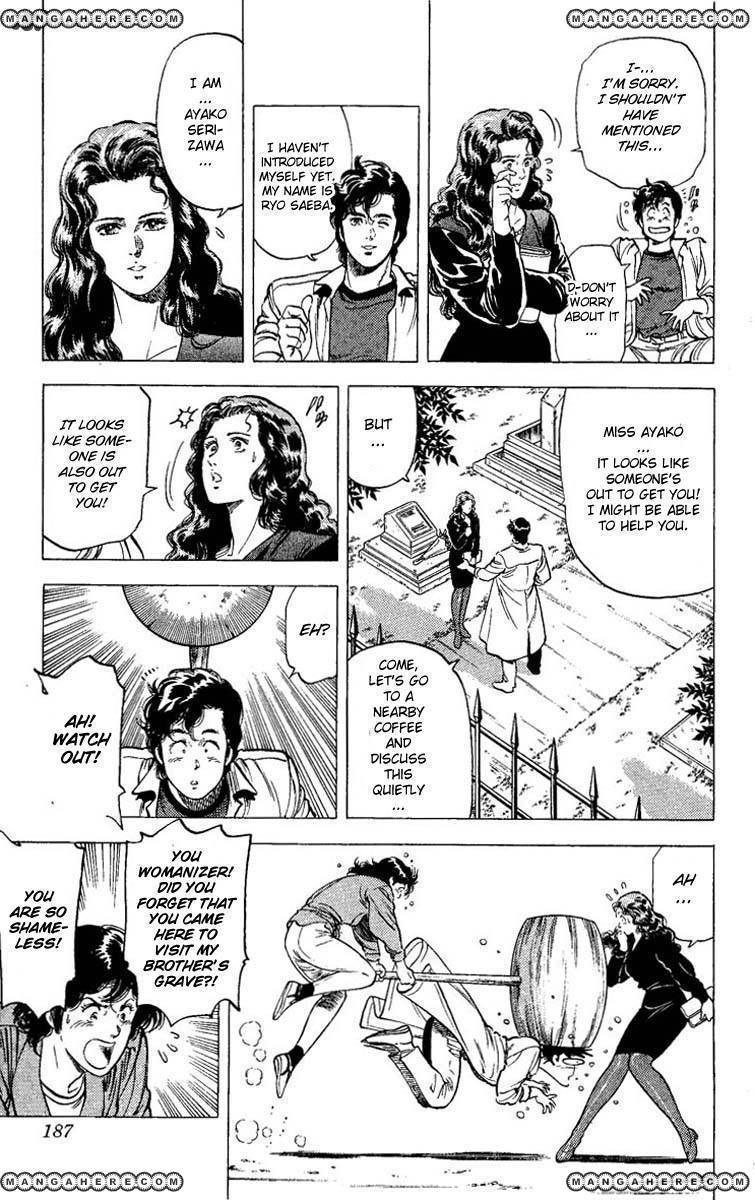 MANGAHERE.COM
MANGAHERE.COM
I-...
I'M SORRY.
I SHOULDN'T
HAVE
MENTIONED
THIS...
D-DON'T
WORRY
ABOUT IT
...
I HAVEN'T
INTRODUCED
MYSELF YET.
MY NAME IS
RYO SAEBA.
I AM
...
AYAKO
SERI-
ZAWA
...
MISS AYAKO
...
IT LOOKS LIKE
SOMEONE'S
OUT TO GET YOU!
I MIGHT BE ABLE
TO HELP YOU.
BUT
...
COME,
LET'S GO
TO A
NEARBY
COFFEE
AND
DISCUSS
THIS
QUIETLY
...
IT LOOKS
LIKE SOME-
ONE IS
ALSO OUT
TO GET
YOU!
EH?
AH!
WATCH
OUT!
AH
...
YOU
WOMANIZER!
DID YOU
FORGET THAT
YOU CAME
HERE TO
VISIT MY
BROTHER'S
GRAVE?!
YOU
ARE SO
SHAME-
LESS!
187
MANGAHERE.COM
MANGAHERE.COM